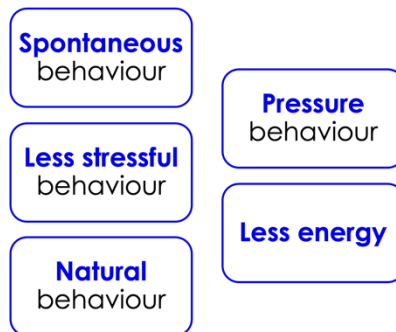 Spontaneous
behaviour
Less stressful
behaviour
Natural
behaviour
Pressure
behaviour
Less energy